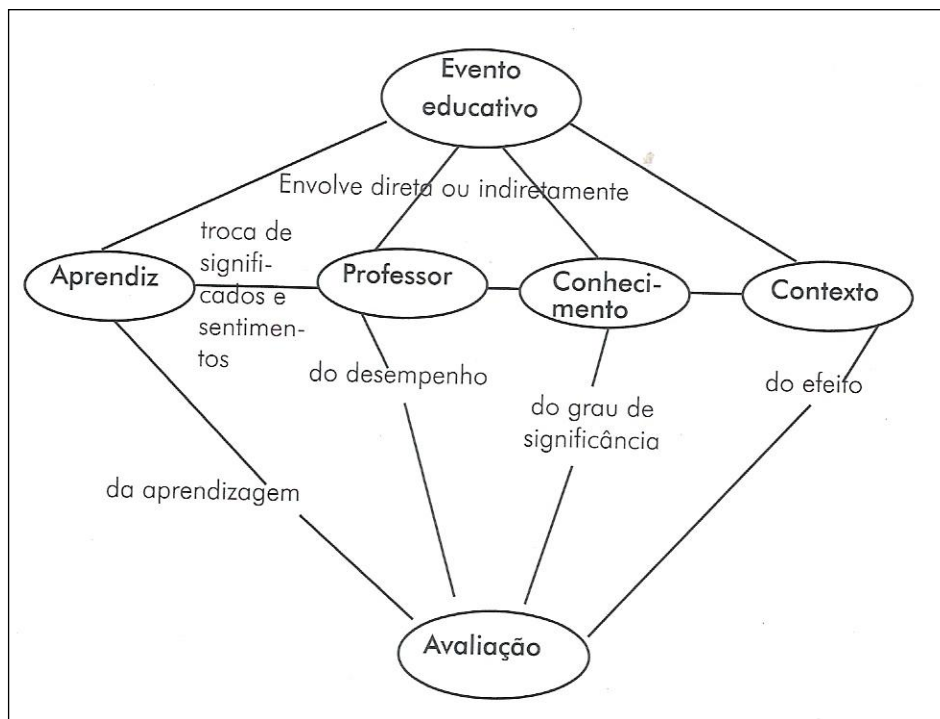 Evento
educativo
Envolve direta ou indiretamente
troca de
signifi-
cados e
sentimen-
tos
Aprendiz
Professor
Conheci-
mento
Contexto
do desempenho
do grau de
significância
do efeito
da aprendizagem
Avaliação